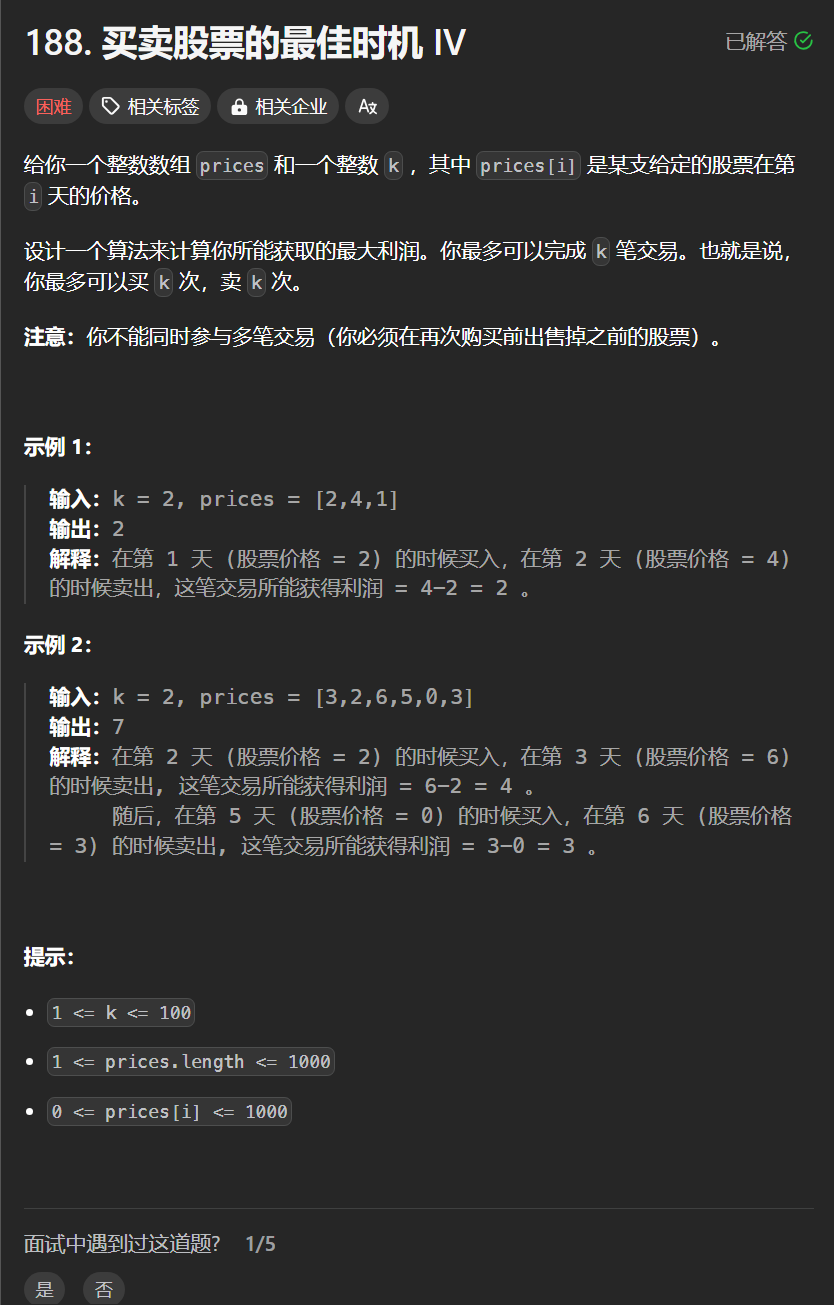 188. 买卖股票的最佳时机 IV
已解答
困难 相关标签 相关企业
给你一个整数数组 prices 和一个整数 k ，其中 prices[i] 是某支给定的股票在第
i 天的价格。
设计一个算法来计算你所能获取的最大利润。你最多可以完成 k 笔交易。也就是说，
你最多可以买 k 次，卖 k 次。
注意：你不能同时参与多笔交易（你必须在再次购买前出售掉之前的股票）。
示例 1：
输入：k = 2, prices = [2,4,1]
输出：2
解释：在第 1 天 (股票价格 = 2) 的时候买入，在第 2 天 (股票价格 = 4)
的时候卖出，这笔交易所能获得利润 = 4-2 = 2 。
示例 2：
输入：k = 2, prices = [3,2,6,5,0,3]
输出：7
解释：在第 2 天 (股票价格 = 2) 的时候买入，在第 3 天 (股票价格 = 6)
的时候卖出, 这笔交易所能获得利润 = 6-2 = 4 。
随后，在第 5 天 (股票价格 = 0) 的时候买入，在第 6 天 (股票价格
= 3) 的时候卖出, 这笔交易所能获得利润 = 3-0 = 3 。
提示：
1 <= k <= 100
1 <= prices.length <= 1000
0 <= prices[i] <= 1000
面试中遇到过这道题? 1/5
是 否